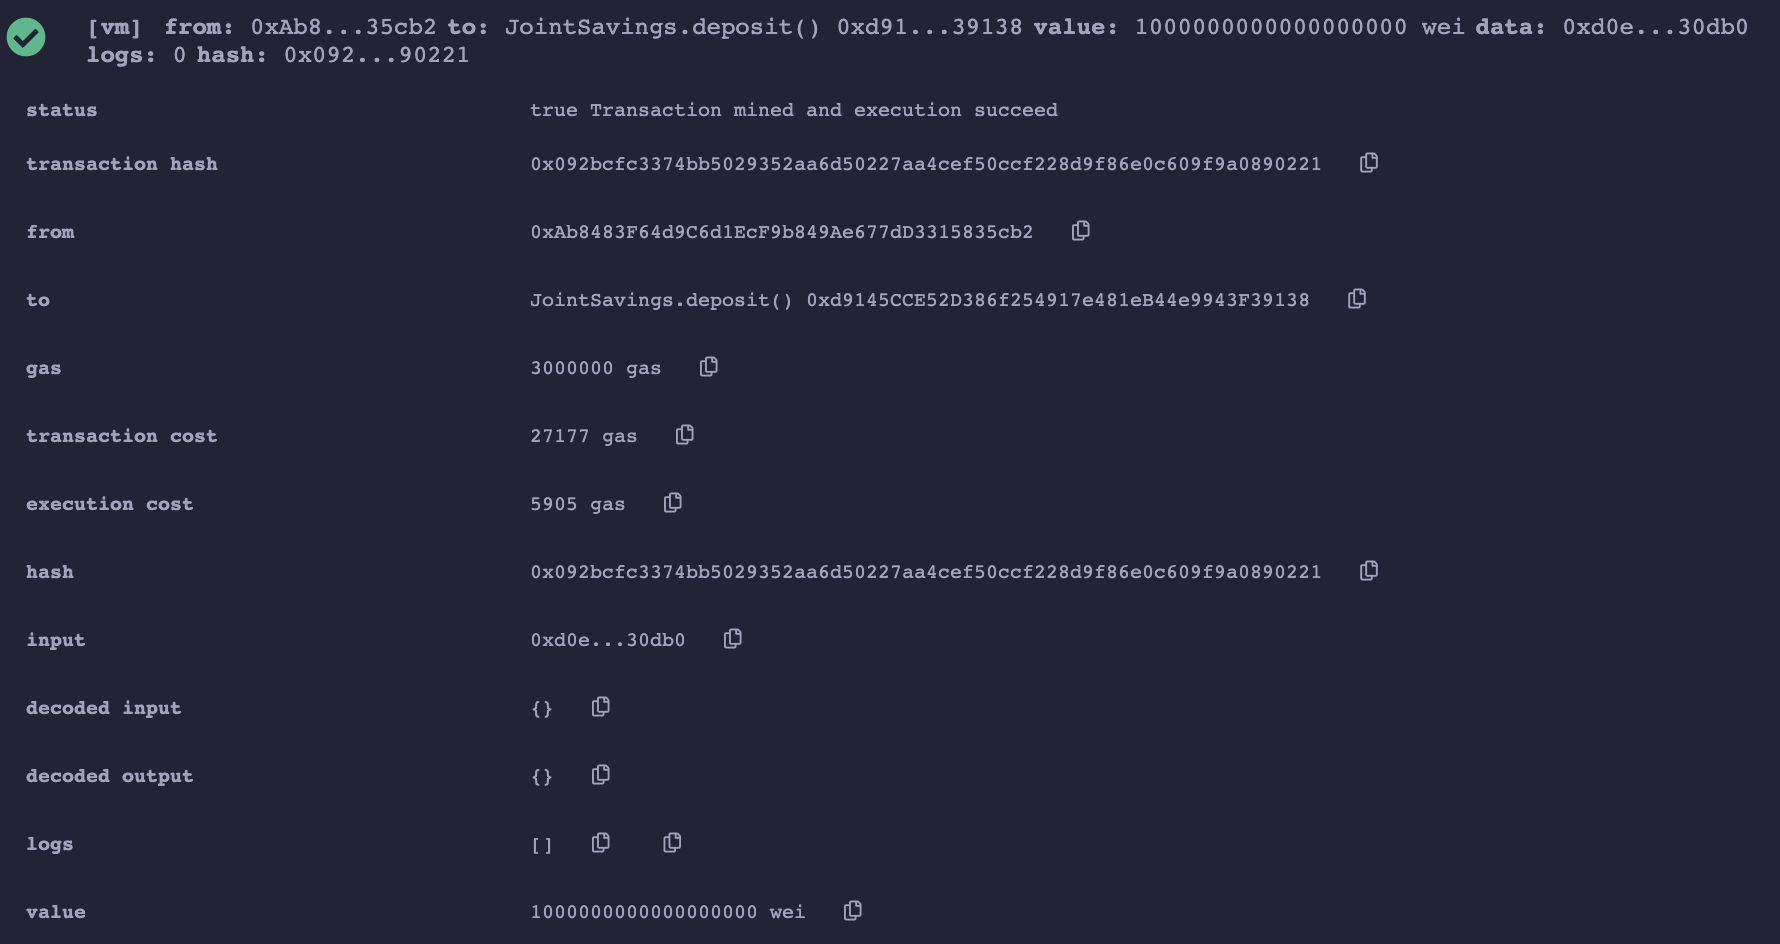 [vm] from: 0xAb8...35cb2 to: JointSavings.deposit() 0xd91...39138 value: 1000000000000000000 wei data: 0xd0e...30db0
logs: 0 hash: 0x092...90221
status true Transaction mined and execution succeed
transaction hash 0x092bcfc3374bb5029352aa6d50227aa4cef50ccf228d9f86e0c609f9a0890221
from 0xAb8483F64d9C6d1EcF9b849Ae677dD3315835cb2
to JointSavings.deposit() 0xd9145CCE52D386f254917e481eB44e9943F39138
gas 3000000 gas
transaction cost 27177 gas
execution cost 5905 gas
hash 0x092bcfc3374bb5029352aa6d50227aa4cef50ccf228d9f86e0c609f9a0890221
input 0xd0e...30db0
decoded input {}
decoded output {}
logs []
value 1000000000000000000 wei